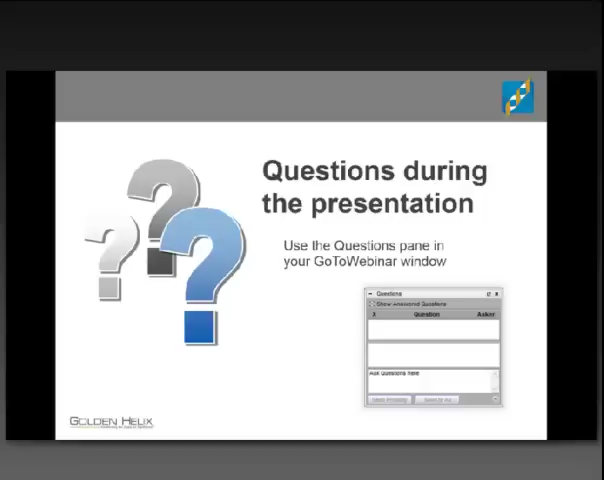 Questions during
the presentation
Use the Questions pane in
your GoToWebinar window
Questions
Show Answered Questions
X Question Asker
Ask Questions here
GOLDEN HELIX